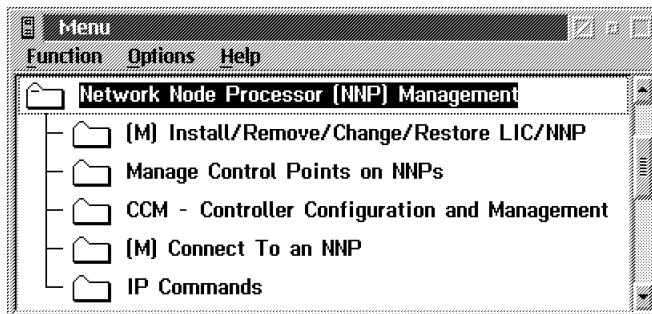 Menu
Function Options Help
Network Node Processor (NNP) Management
(M) Install/Remove/Change/Restore LIC/NNP
Manage Control Points on NNPs
CCM - Controller Configuration and Management
(M) Connect To an NNP
IP Commands